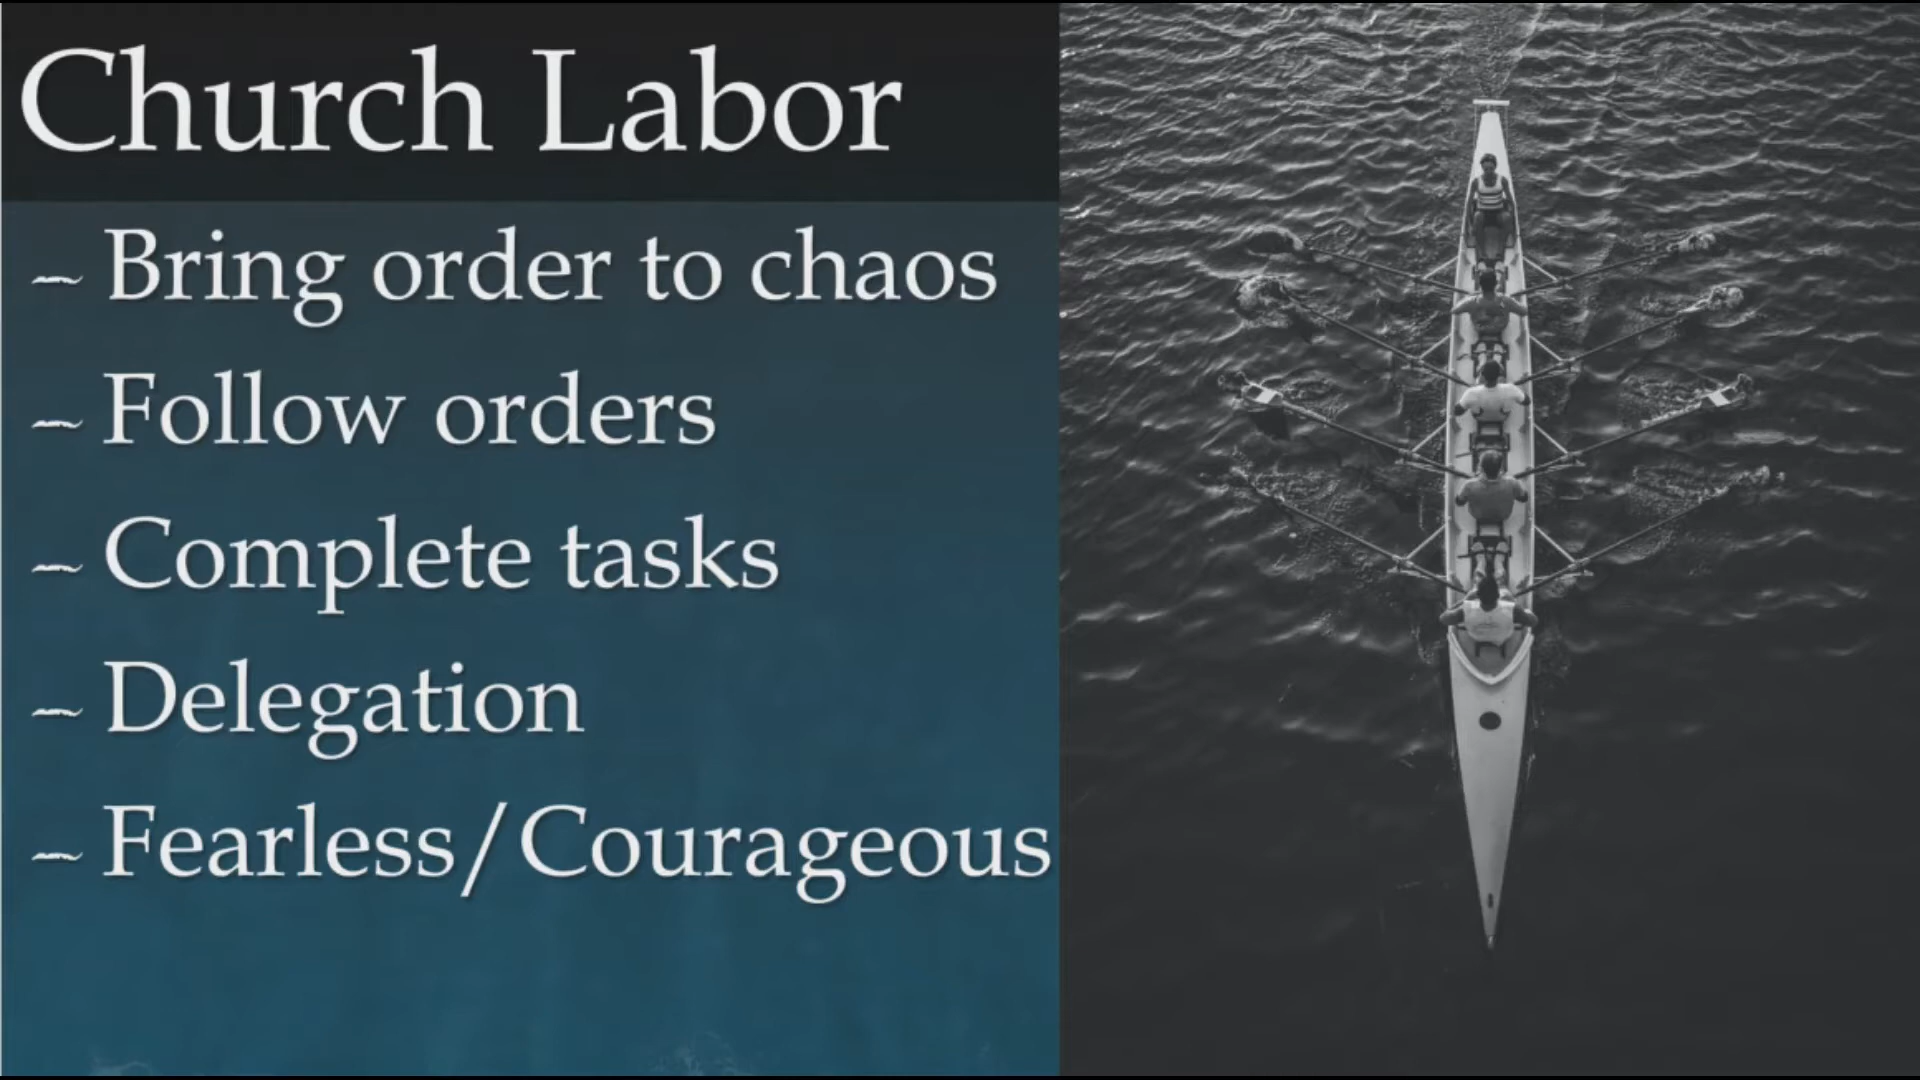 Church Labor
~ Bring order to chaos
~ Follow orders
~ Complete tasks
~ Delegation
~ Fearless/Courageous